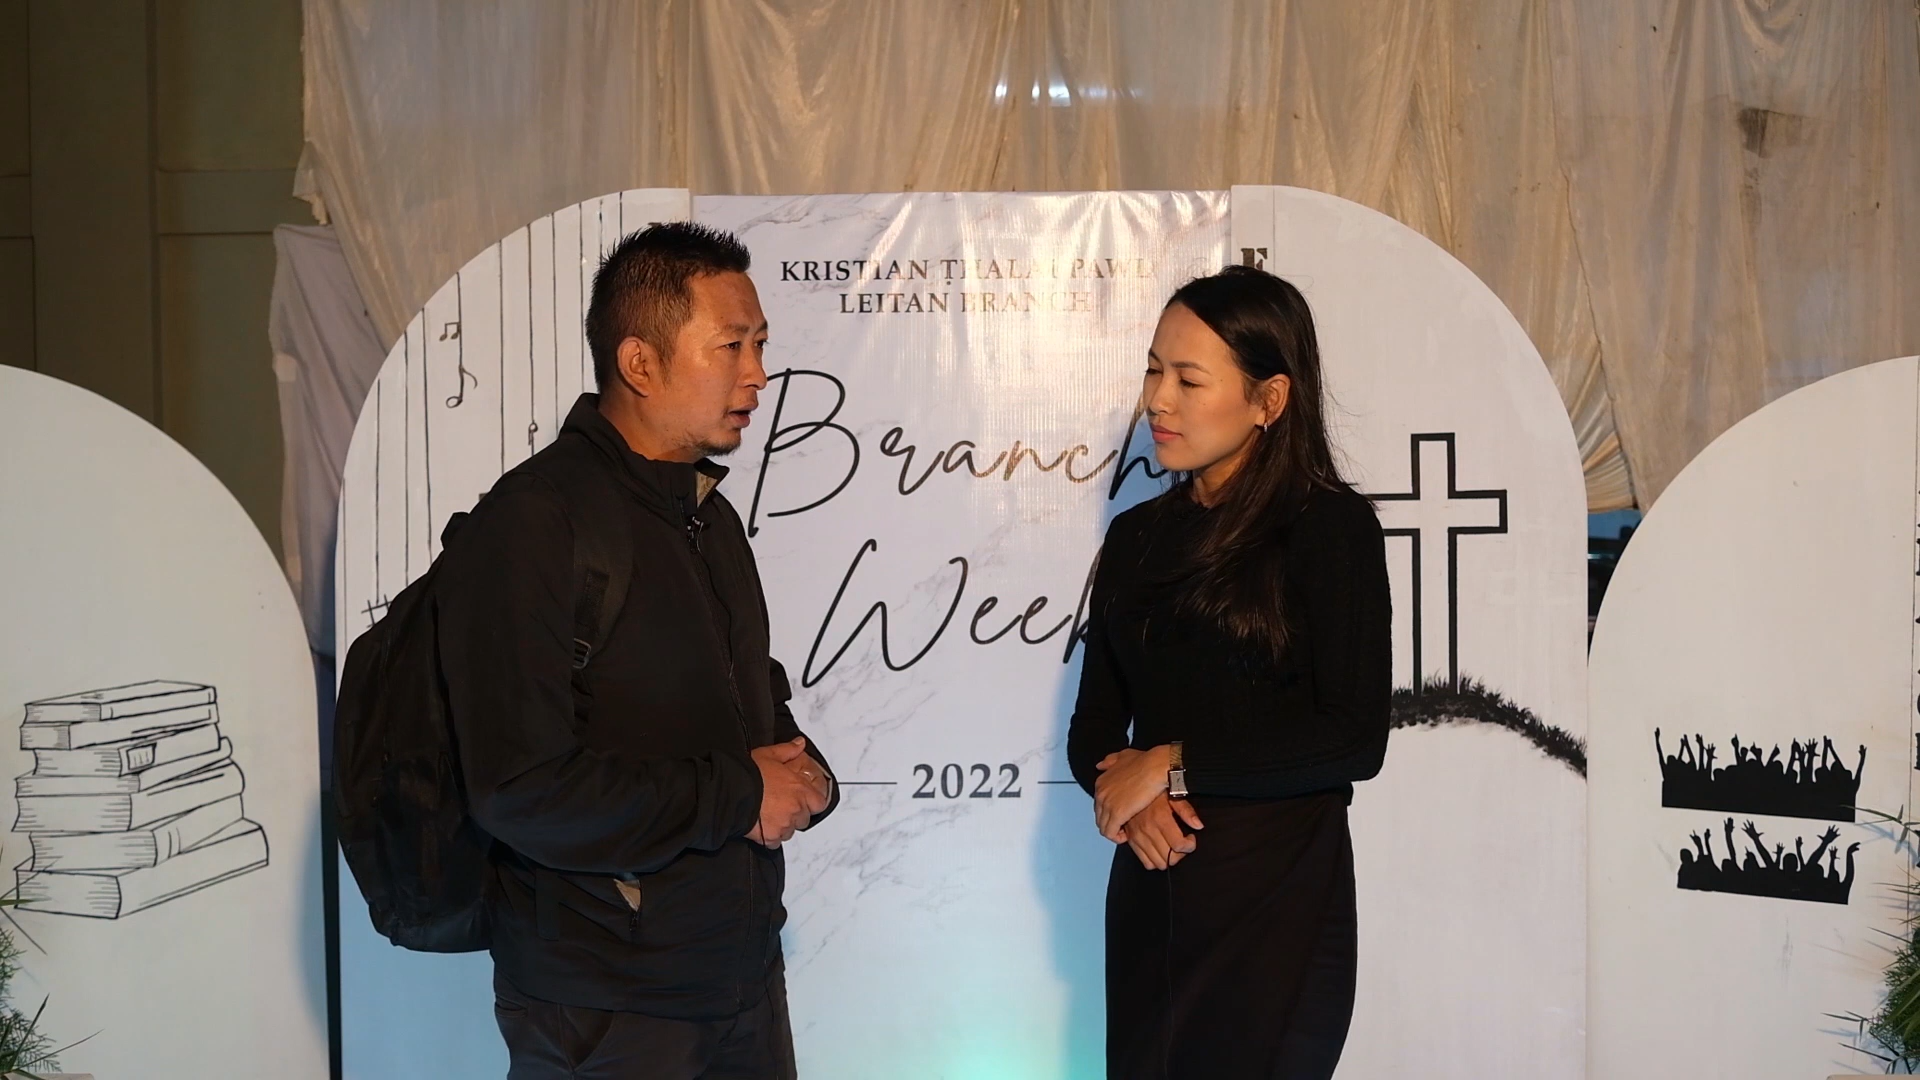 KRISTIAN ṬHALAI PAWL
LEITAN BRANCH
Branch
Week
2022